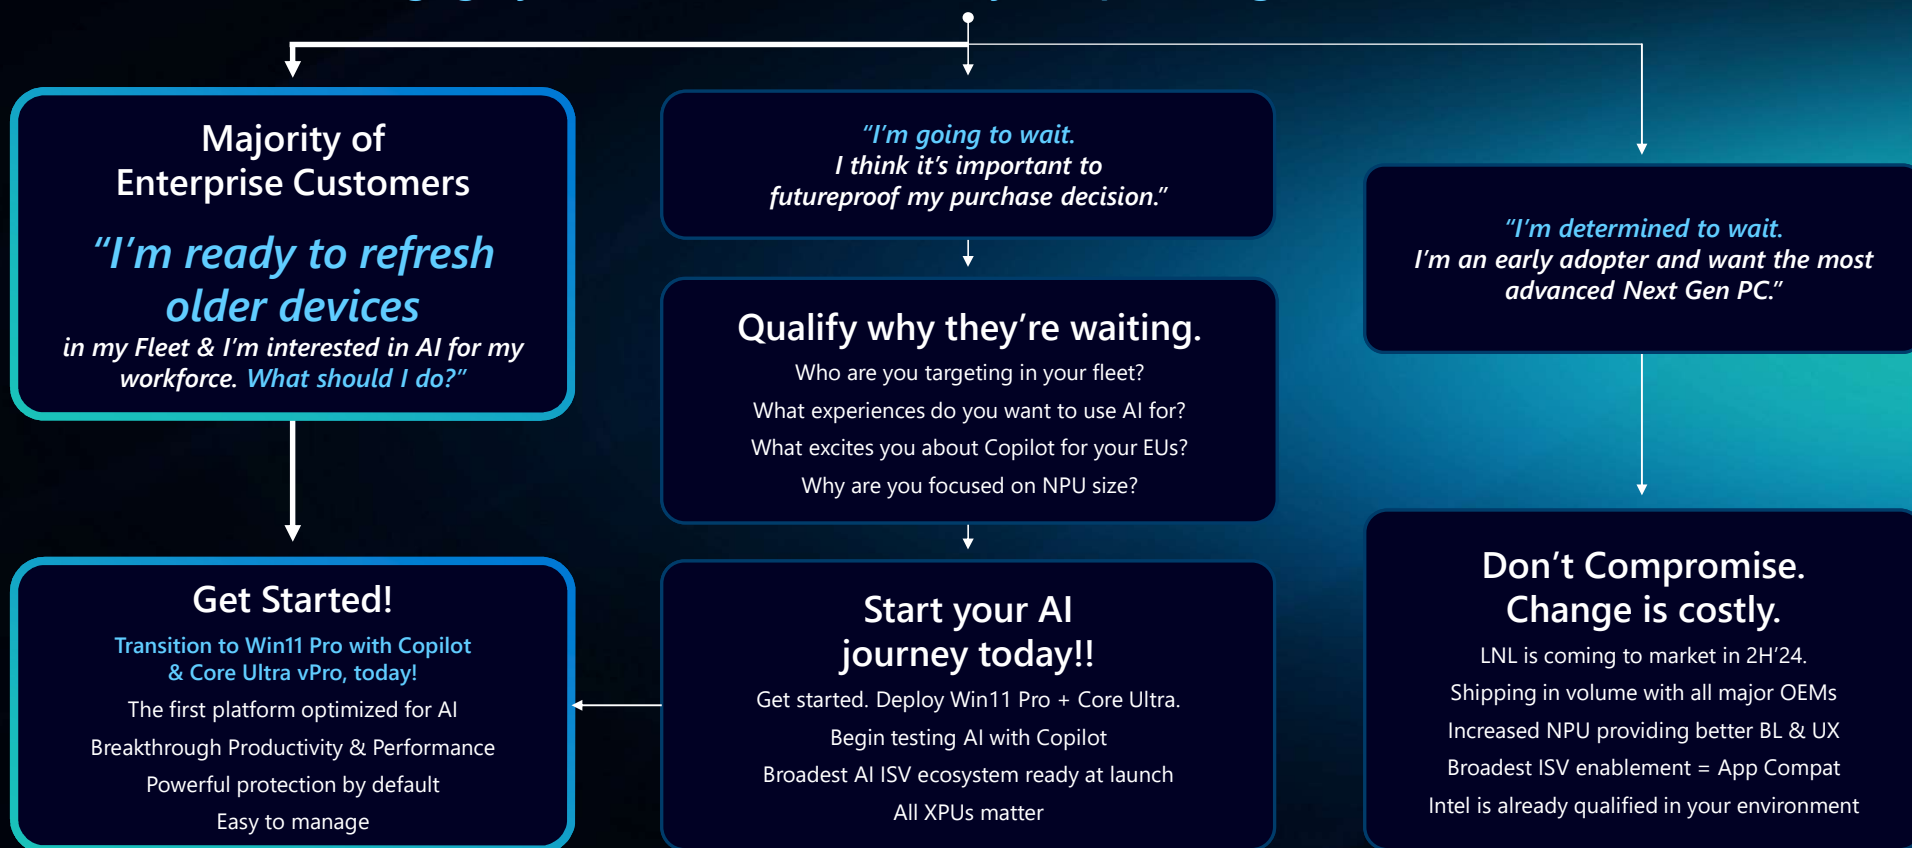 Majority of
Enterprise Customers
“I’m ready to refresh
older devices
in my Fleet & I’m interested in AI for my
workforce. What should I do?”
Get Started!
Transition to Win11 Pro with Copilot
& Core Ultra vPro, today!
The first platform optimized for AI
Breakthrough Productivity & Performance
Powerful protection by default
Easy to manage
“I’m going to wait.
I think it’s important to
futureproof my purchase decision.”
Qualify why they’re waiting.
Who are you targeting in your fleet?
What experiences do you want to use AI for?
What excites you about Copilot for your EUs?
Why are you focused on NPU size?
Start your AI
journey today!!
Get started. Deploy Win11 Pro + Core Ultra.
Begin testing AI with Copilot
Broadest AI ISV ecosystem ready at launch
All XPUs matter
“I’m determined to wait.
I’m an early adopter and want the most
advanced Next Gen PC.”
Don’t Compromise.
Change is costly.
LNL is coming to market in 2H’24.
Shipping in volume with all major OEMs
Increased NPU providing better BL & UX
Broadest ISV enablement = App Compat
Intel is already qualified in your environment